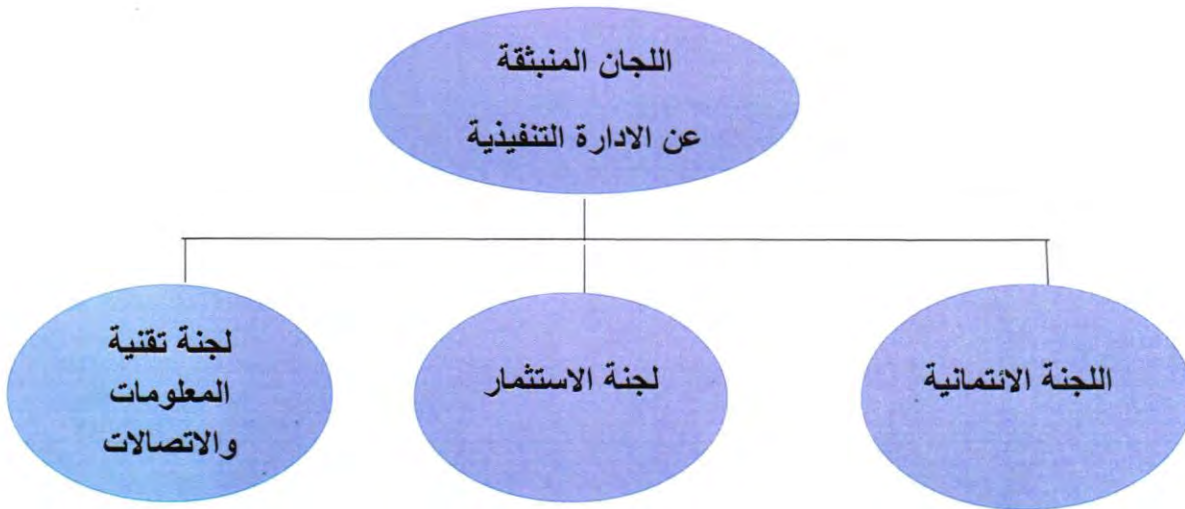 اللجان المنبثقة
عن الادارة التنفيذية
اللجنة الائتمانية
لجنة الاستثمار
لجنة تقنية
المعلومات
والاتصالات